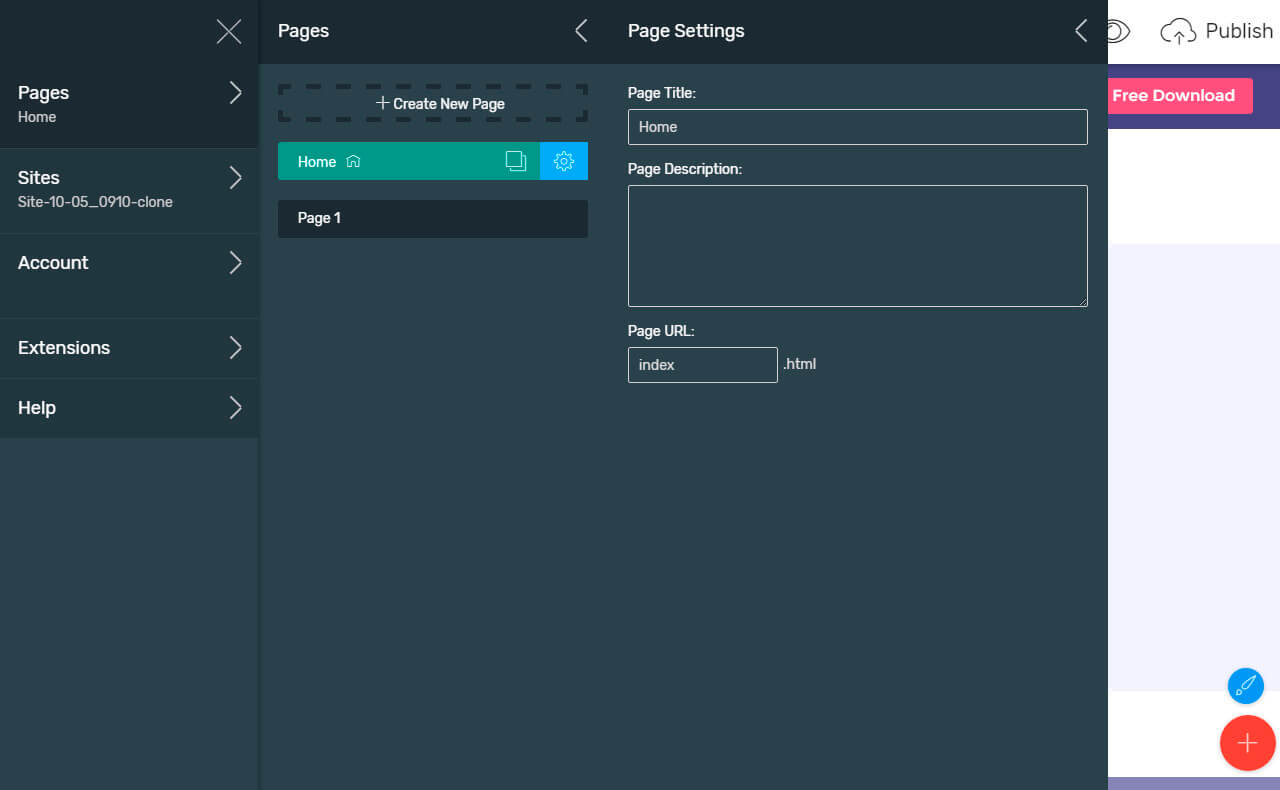 Pages
Home
Sites
Site-10-05_0910-clone
Account
Extensions
Help
Pages
Create New Page
Home
Page 1
Page Settings
Page Title:
Home
Page Description:
Page URL:
index
.html
Publish
Free Download